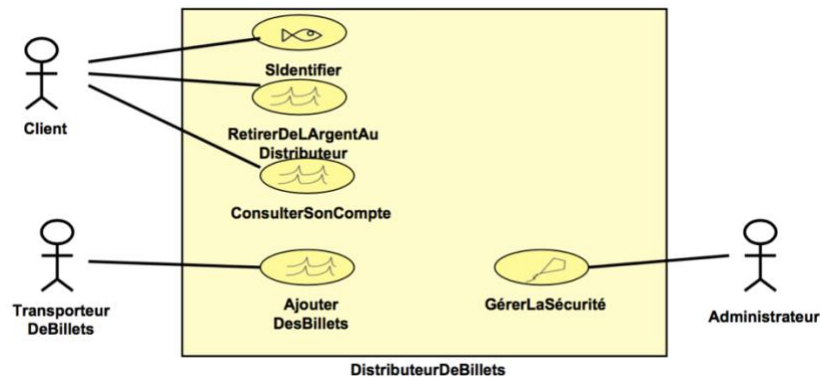 SIdentifier
Client
RetirerDeLArgentAu
Distributeur
ConsulterSonCompte
Transporteur
DeBillets
Ajouter
DesBillets
GérerLaSécurité
Administrateur
DistributeurDeBillets